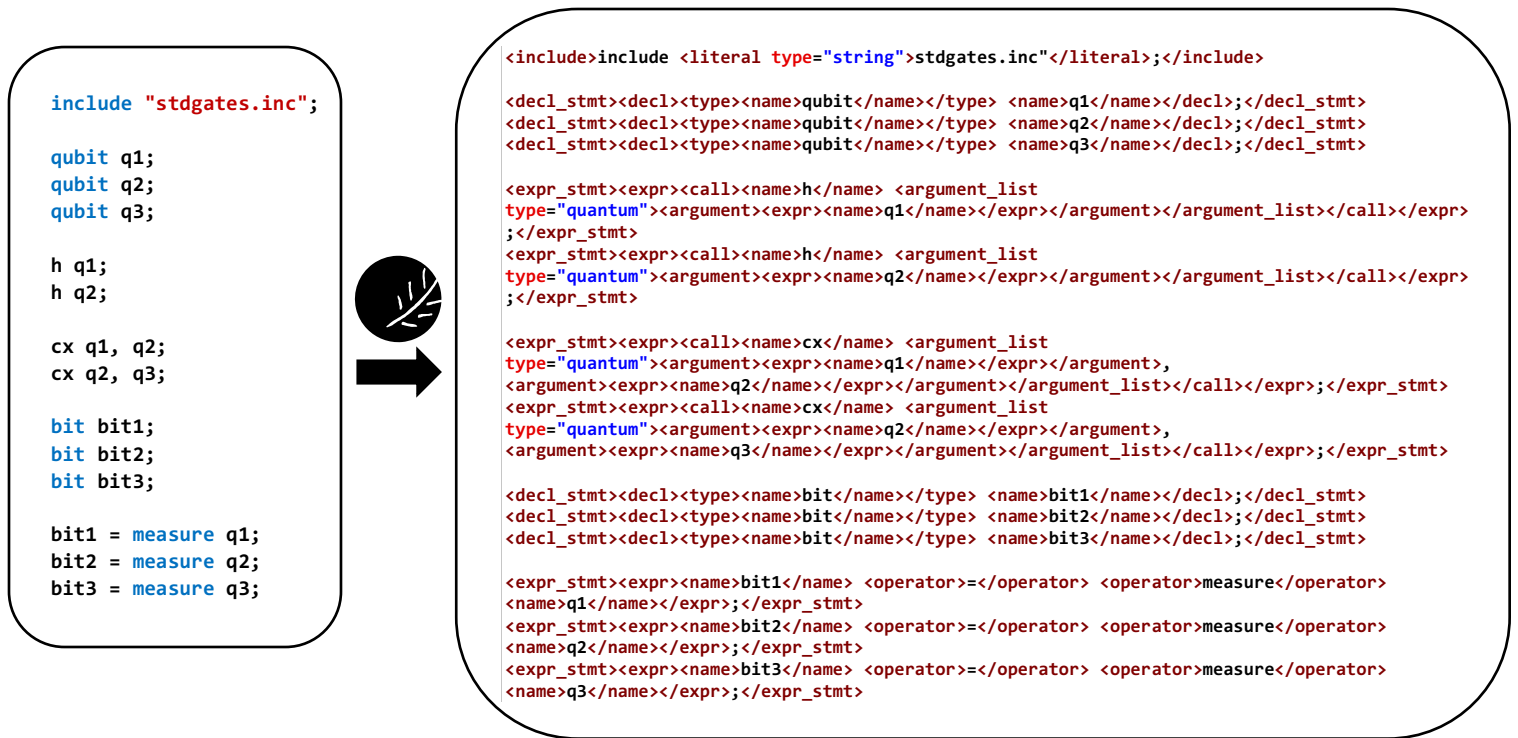 include "stdgates.inc";
qubit q1;
qubit q2;
qubit q3;
h q1;
h q2;
cx q1, q2;
cx q2, q3;
bit bit1;
bit bit2;
bit bit3;
bit1 = measure q1;
bit2 = measure q2;
bit3 = measure q3;
<include>include <literal type="string">stdgates.inc"</literal>;</include>
<decl_stmt><decl><type><name>qubit</name></type> <name>q1</name></decl>;</decl_stmt>
<decl_stmt><decl><type><name>qubit</name></type> <name>q2</name></decl>;</decl_stmt>
<decl_stmt><decl><type><name>qubit</name></type> <name>q3</name></decl>;</decl_stmt>
<expr_stmt><expr><call><name>h</name> <argument_list
type="quantum"><argument><expr><name>q1</name></expr></argument></argument_list></call></expr>
;</expr_stmt>
<expr_stmt><expr><call><name>h</name> <argument_list
type="quantum"><argument><expr><name>q2</name></expr></argument></argument_list></call></expr>
;</expr_stmt>
<expr_stmt><expr><call><name>cx</name> <argument_list
type="quantum"><argument><expr><name>q1</name></expr></argument>,
<argument><expr><name>q2</name></expr></argument></argument_list></call></expr>;</expr_stmt>
<expr_stmt><expr><call><name>cx</name> <argument_list
type="quantum"><argument><expr><name>q2</name></expr></argument>,
<argument><expr><name>q3</name></expr></argument></argument_list></call></expr>;</expr_stmt>
<decl_stmt><decl><type><name>bit</name></type> <name>bit1</name></decl>;</decl_stmt>
<decl_stmt><decl><type><name>bit</name></type> <name>bit2</name></decl>;</decl_stmt>
<decl_stmt><decl><type><name>bit</name></type> <name>bit3</name></decl>;</decl_stmt>
<expr_stmt><expr><name>bit1</name> <operator>=</operator> <operator>measure</operator>
<name>q1</name></expr>;</expr_stmt>
<expr_stmt><expr><name>bit2</name> <operator>=</operator> <operator>measure</operator>
<name>q2</name></expr>;</expr_stmt>
<expr_stmt><expr><name>bit3</name> <operator>=</operator> <operator>measure</operator>
<name>q3</name></expr>;</expr_stmt>